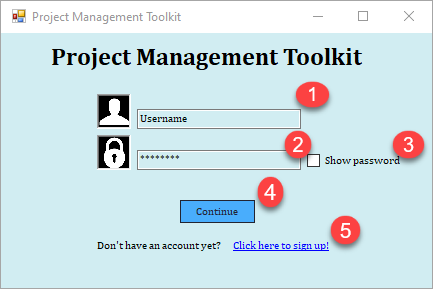 Project Management Toolkit
Project Management Toolkit
1
Username
2
********
3
Show password
4
Continue
5
Don't have an account yet? Click here to sign up!